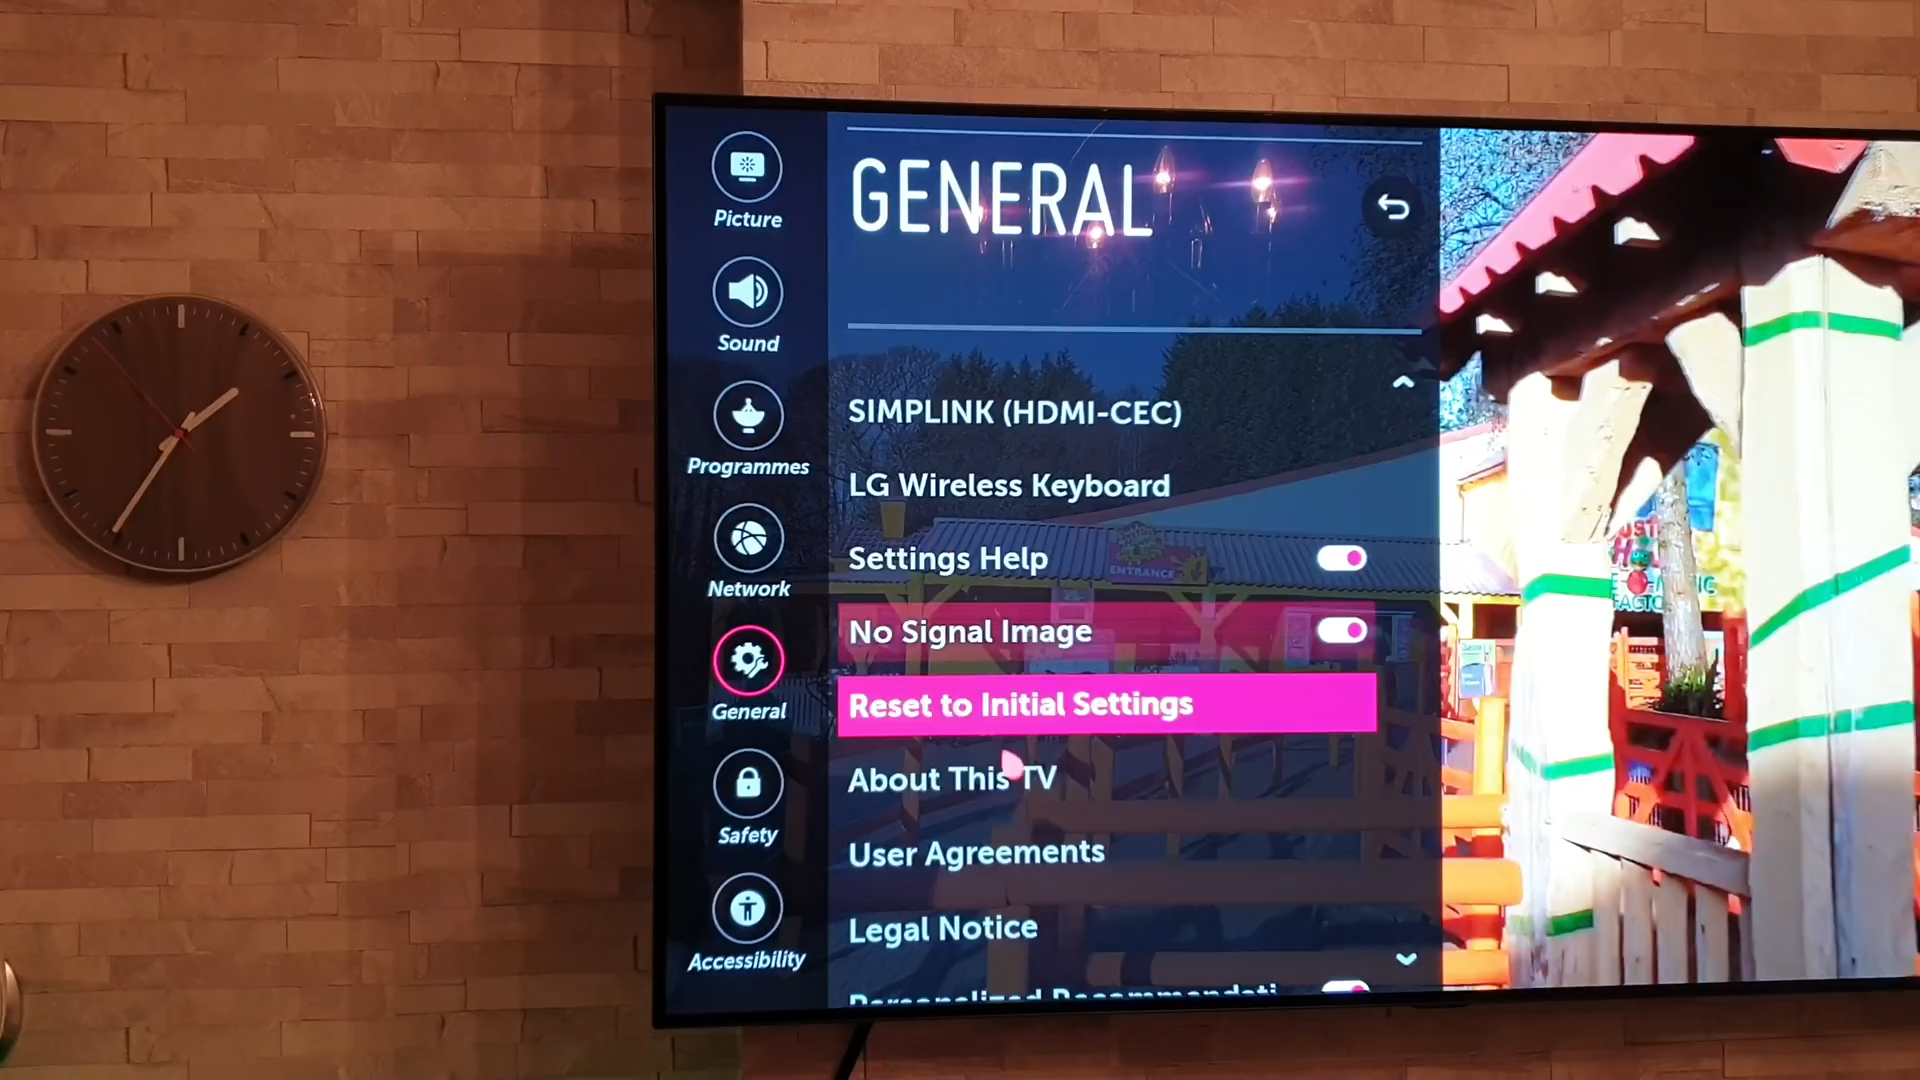 GENERAL
Picture
Sound
Programmes
Network
General
Safety
Accessibility
SIMPLINK (HDMI-CEC)
LG Wireless Keyboard
Settings Help
No Signal Image
Reset to Initial Settings
About This TV
User Agreements
Legal Notice
ENTRANCE